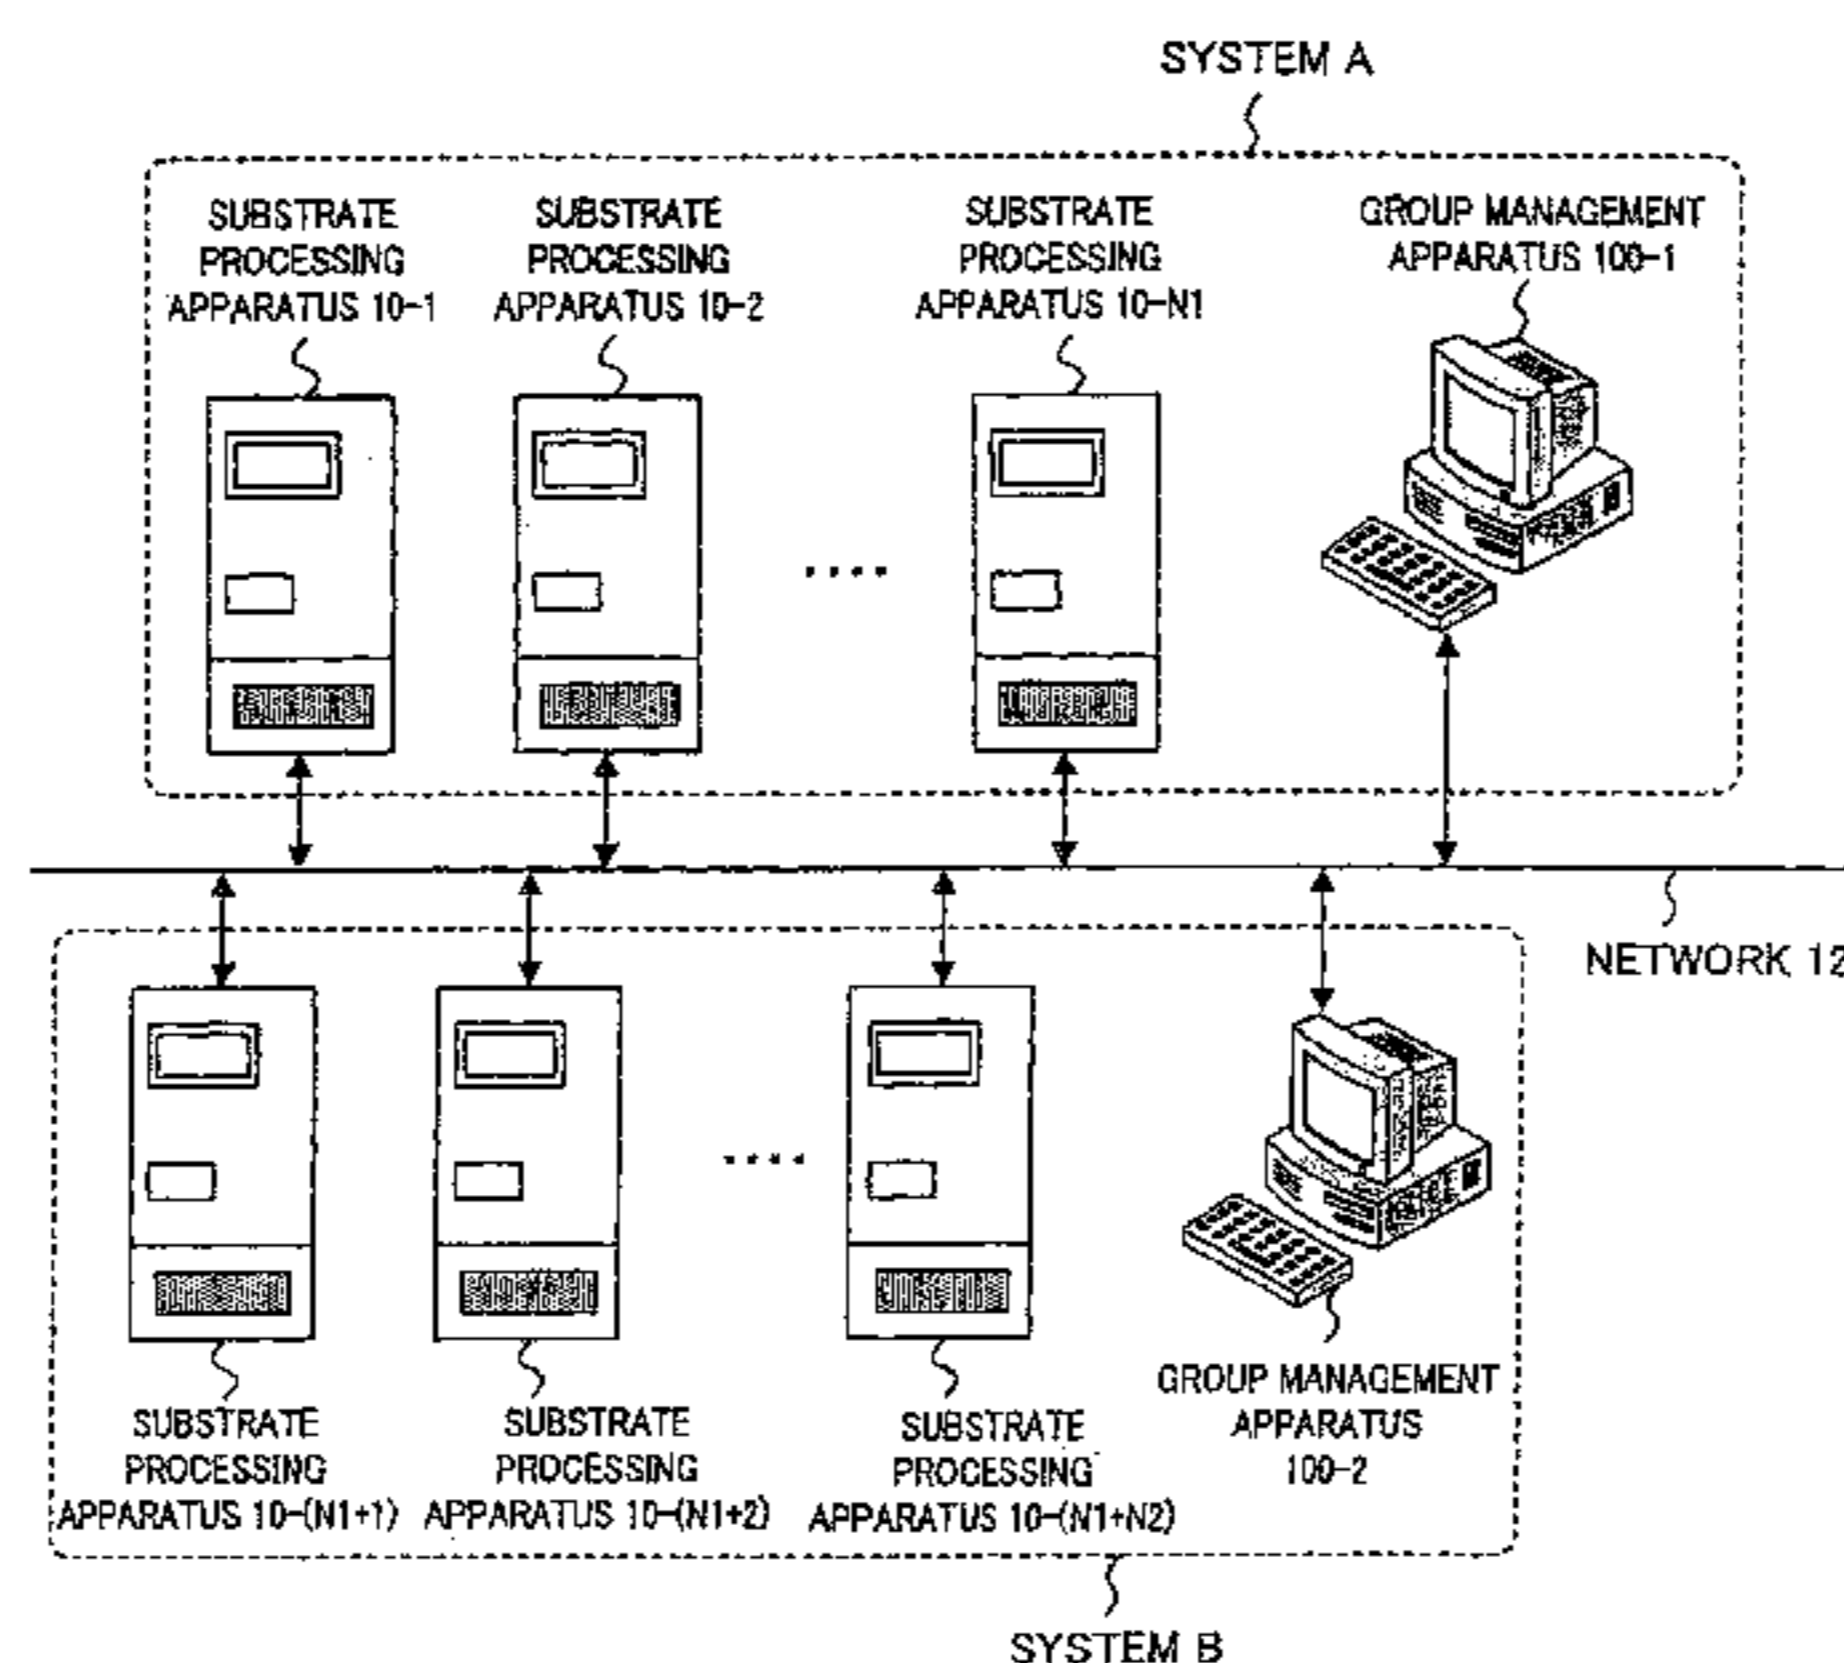 SYSTEM A
SUBSTRATE
PROCESSING
APPARATUS 10-1
SUBSTRATE
PROCESSING
APPARATUS 10-2
SUBSTRATE
PROCESSING
APPARATUS 10-N1
GROUP MANAGEMENT
APPARATUS 100-1
NETWORK 12
SUBSTRATE
PROCESSING
APPARATUS 10-(N1+1)
SUBSTRATE
PROCESSING
APPARATUS 10-(N1+2)
SUBSTRATE
PROCESSING
APPARATUS 10-(N1+N2)
GROUP MANAGEMENT
APPARATUS
100-2
SYSTEM B